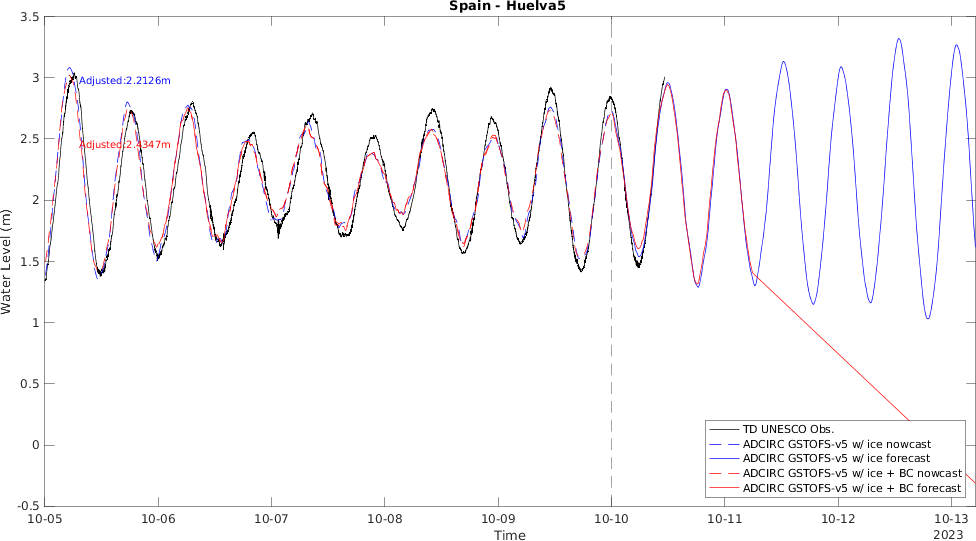 Spain - Huelva5
3.5
3
2.5
2
1.5
1
0.5
0
-0.5
Water Level (m)
Adjusted:2.2126m
Adjusted:2.4347m
TD UNESCO Obs.
ADCIRC GSTOFS-v5 w/ ice nowcast
ADCIRC GSTOFS-v5 w/ ice forecast
ADCIRC GSTOFS-v5 w/ ice + BC nowcast
ADCIRC GSTOFS-v5 w/ ice + BC forecast
10-05 10-06 10-07 10-08 10-09 10-10 10-11 10-12 10-13
Time
2023